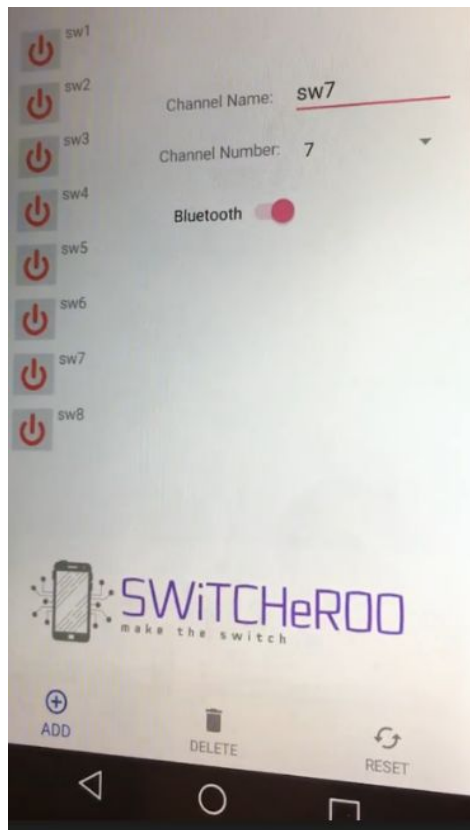 sw1
sw2
sw3
sw4
sw5
sw6
sw7
sw8
Channel Name: sw7
Channel Number: 7
Bluetooth
SWiTCHeROO
make the switch
ADD
DELETE
RESET